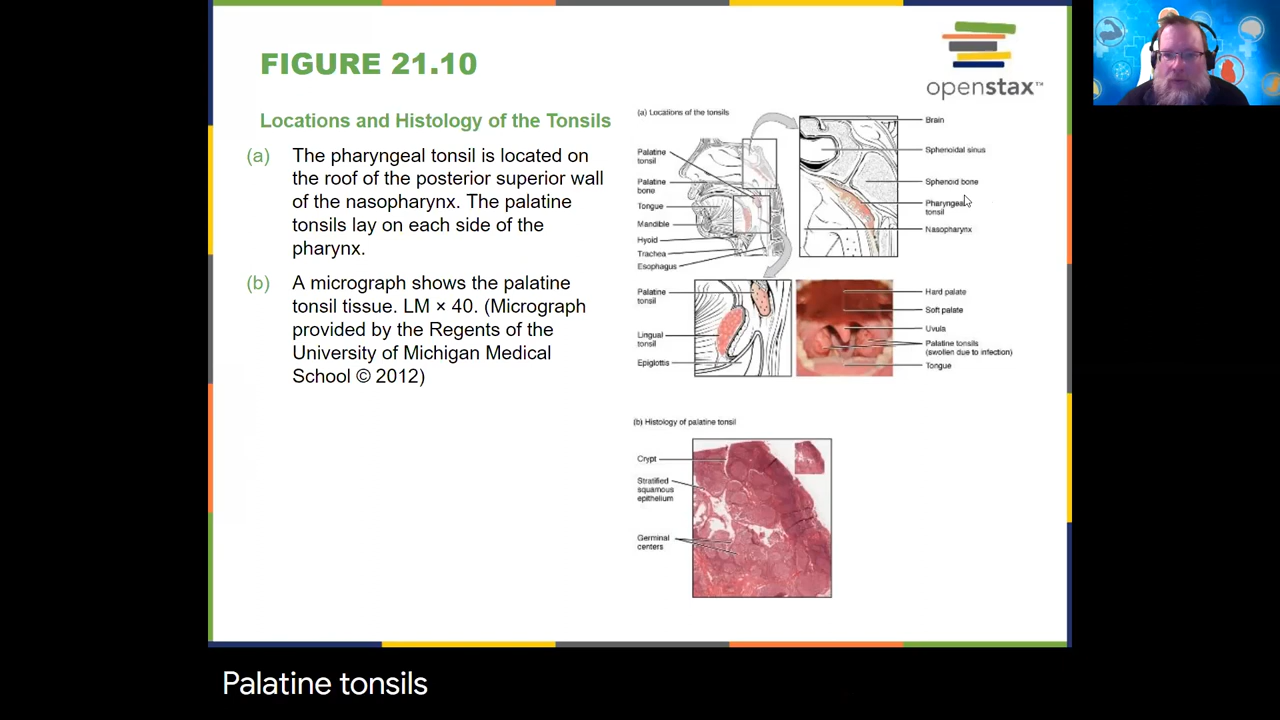 FIGURE 21.10
openstax™
Locations and Histology of the Tonsils
(a) The pharyngeal tonsil is located on
the roof of the posterior superior wall
of the nasopharynx. The palatine
tonsils lay on each side of the
pharynx.
(b) A micrograph shows the palatine
tonsil tissue. LM × 40. (Micrograph
provided by the Regents of the
University of Michigan Medical
School © 2012)
(a) Locations of the tonsils
Palatine
tonsil
Palatine
bone
Tongue
Mandible
Hyoid
Trachea
Esophagus
Brain
Sphenoidal sinus
Sphenoid bone
Pharyngeal
tonsil
Nasopharynx
Palatine
tonsil
Lingual
tonsil
Epiglottis
Hard palate
Soft palate
Uvula
Palatine tonsils
(swollen due to infection)
Tongue
(b) Histology of palatine tonsil
Crypt
Stratified
squamous
epithelium
Germinal
centers
Palatine tonsils